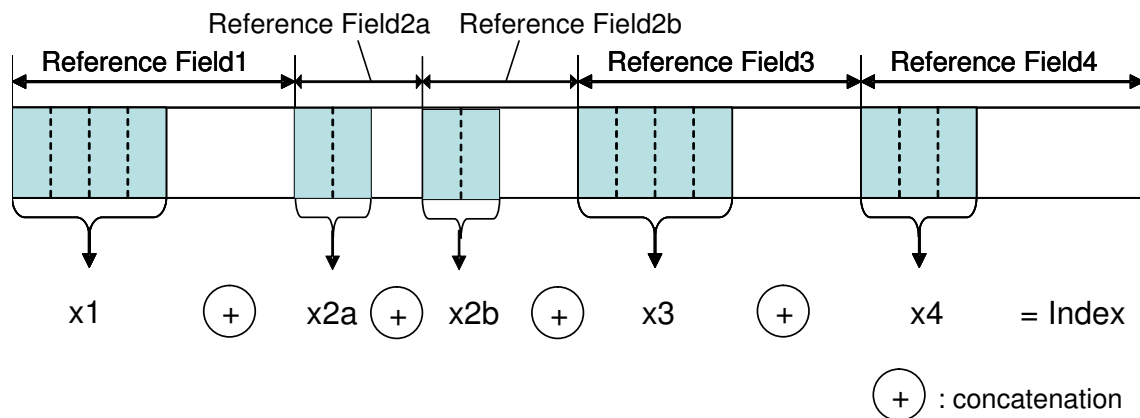 Reference Field2a
Reference Field2b
Reference Field1
Reference Field3
Reference Field4
x1 + x2a + x2b + x3 + x4 = Index
+ : concatenation